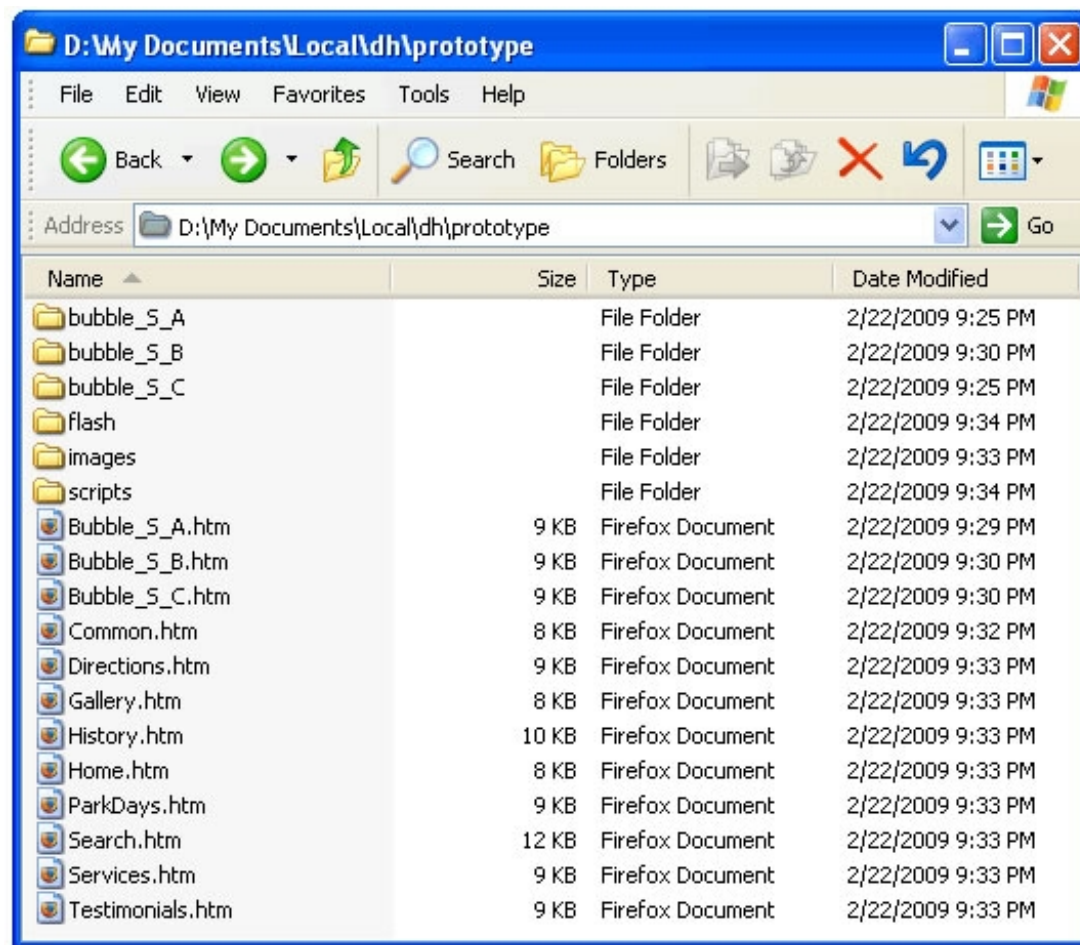 D:\My Documents\Local\dh\prototype
File Edit View Favorites Tools Help
Back Search Folders
Address D:\My Documents\Local\dh\prototype Go
Name Size Type Date Modified
bubble_S_A File Folder 2/22/2009 9:25 PM
bubble_S_B File Folder 2/22/2009 9:30 PM
bubble_S_C File Folder 2/22/2009 9:25 PM
flash File Folder 2/22/2009 9:34 PM
images File Folder 2/22/2009 9:33 PM
scripts File Folder 2/22/2009 9:34 PM
Bubble_S_A.htm 9 KB Firefox Document 2/22/2009 9:29 PM
Bubble_S_B.htm 9 KB Firefox Document 2/22/2009 9:30 PM
Bubble_S_C.htm 9 KB Firefox Document 2/22/2009 9:30 PM
Common.htm 8 KB Firefox Document 2/22/2009 9:32 PM
Directions.htm 9 KB Firefox Document 2/22/2009 9:33 PM
Gallery.htm 8 KB Firefox Document 2/22/2009 9:33 PM
History.htm 10 KB Firefox Document 2/22/2009 9:33 PM
Home.htm 8 KB Firefox Document 2/22/2009 9:33 PM
ParkDays.htm 9 KB Firefox Document 2/22/2009 9:33 PM
Search.htm 12 KB Firefox Document 2/22/2009 9:33 PM
Services.htm 9 KB Firefox Document 2/22/2009 9:33 PM
Testimonials.htm 9 KB Firefox Document 2/22/2009 9:33 PM